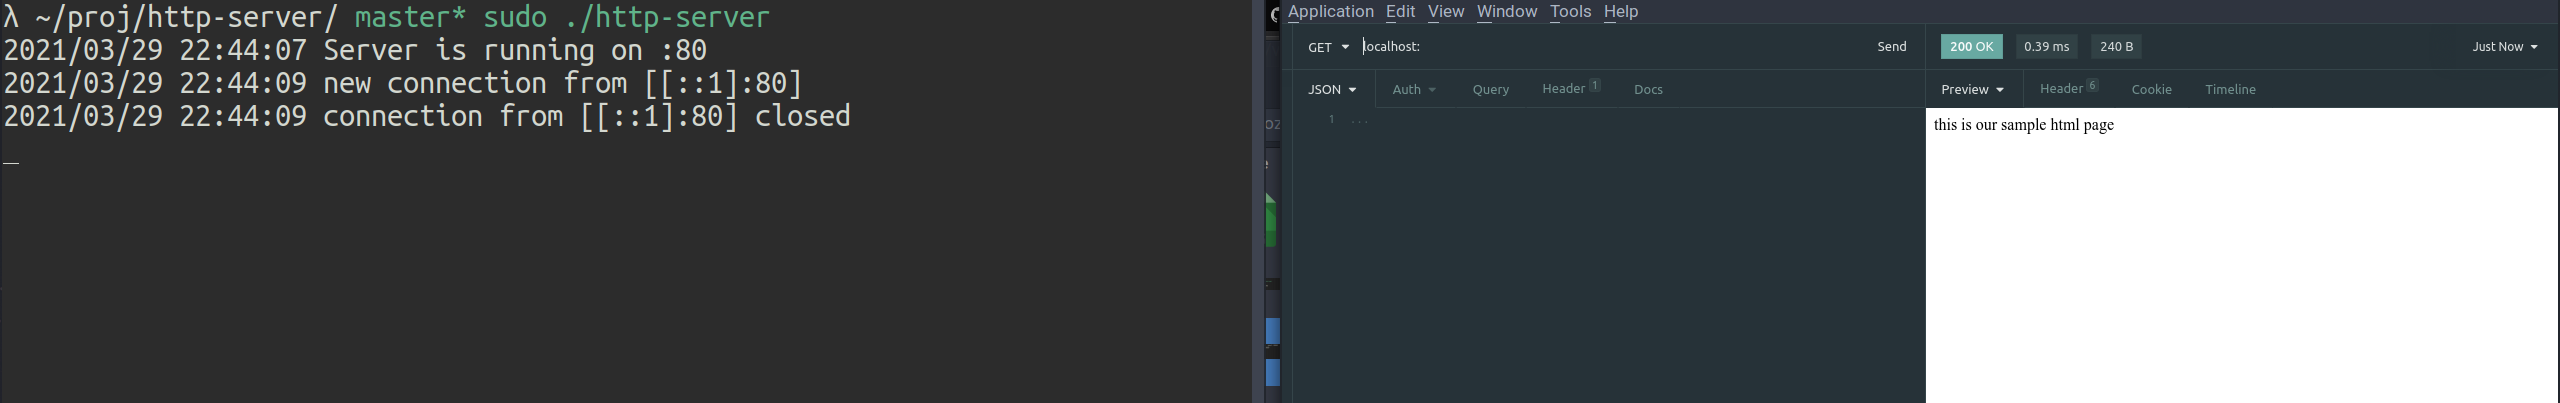 λ ~/proj/http-server/ master* sudo ./http-server
2021/03/29 22:44:07 Server is running on :80
2021/03/29 22:44:09 new connection from [[::1]:80]
2021/03/29 22:44:09 connection from [[::1]:80] closed
Application Edit View Window Tools Help
GET localhost: Send 200 OK 0.39 ms 240 B Just Now
JSON Auth Query Header 1 Docs Preview Header 6 Cookie Timeline
1 ...
this is our sample html page